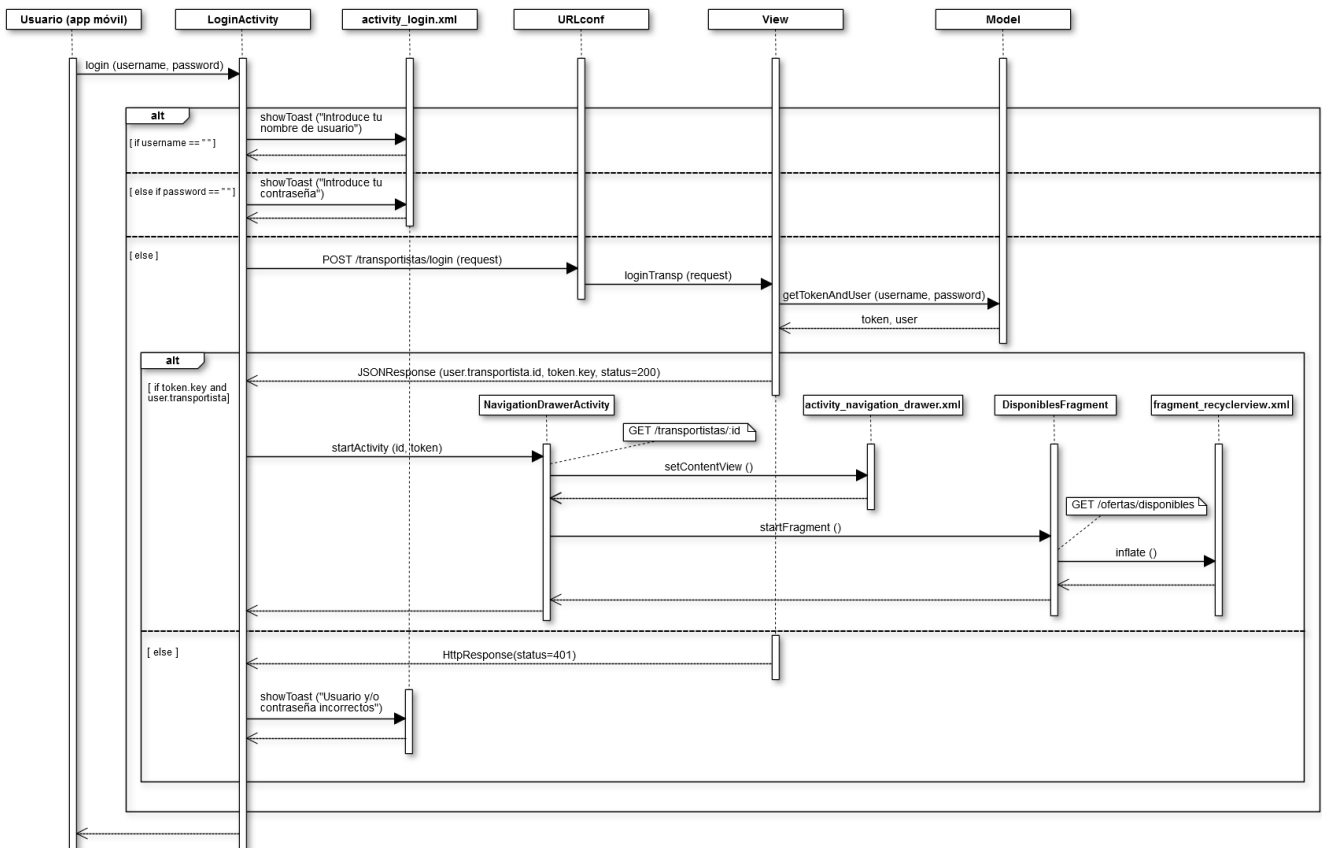 Usuario (app móvil)
LoginActivity
activity_login.xml
URLconf
View
Model
login (username, password)
alt
showToast ("Introduce tu
nombre de usuario")
[ if username == " " ]
showToast ("Introduce tu
contraseña")
[ else if password == " " ]
[ else ]
POST /transportistas/login (request)
loginTransp (request)
getTokenAndUser (username, password)
token, user
alt
JSONResponse (user.transportista.id, token.key, status=200)
[ if token.key and
user.transportista]
NavigationDrawerActivity
activity_navigation_drawer.xml
DisponiblesFragment
fragment_recyclerview.xml
GET /transportistas/:id
startActivity (id, token)
setContentView ()
GET /ofertas/disponibles
startFragment ()
inflate ()
[ else ]
HttpResponse(status=401)
showToast ("Usuario y/o
contraseña incorrectos")